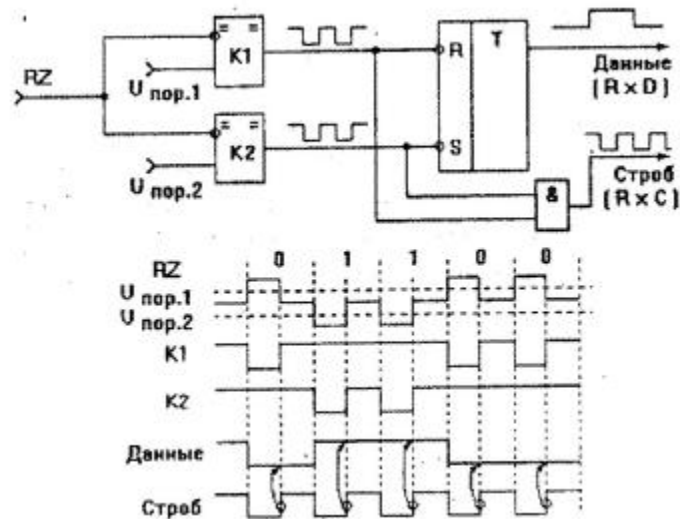 = =
K1
R
T
RZ
U пор.1
Данные
(R x D)
= =
K2
S
U пор.2
&
Строб
(R x C)
0 1 1 0 0
RZ
U пор.1
U пор.2
K1
K2
Данные
Строб